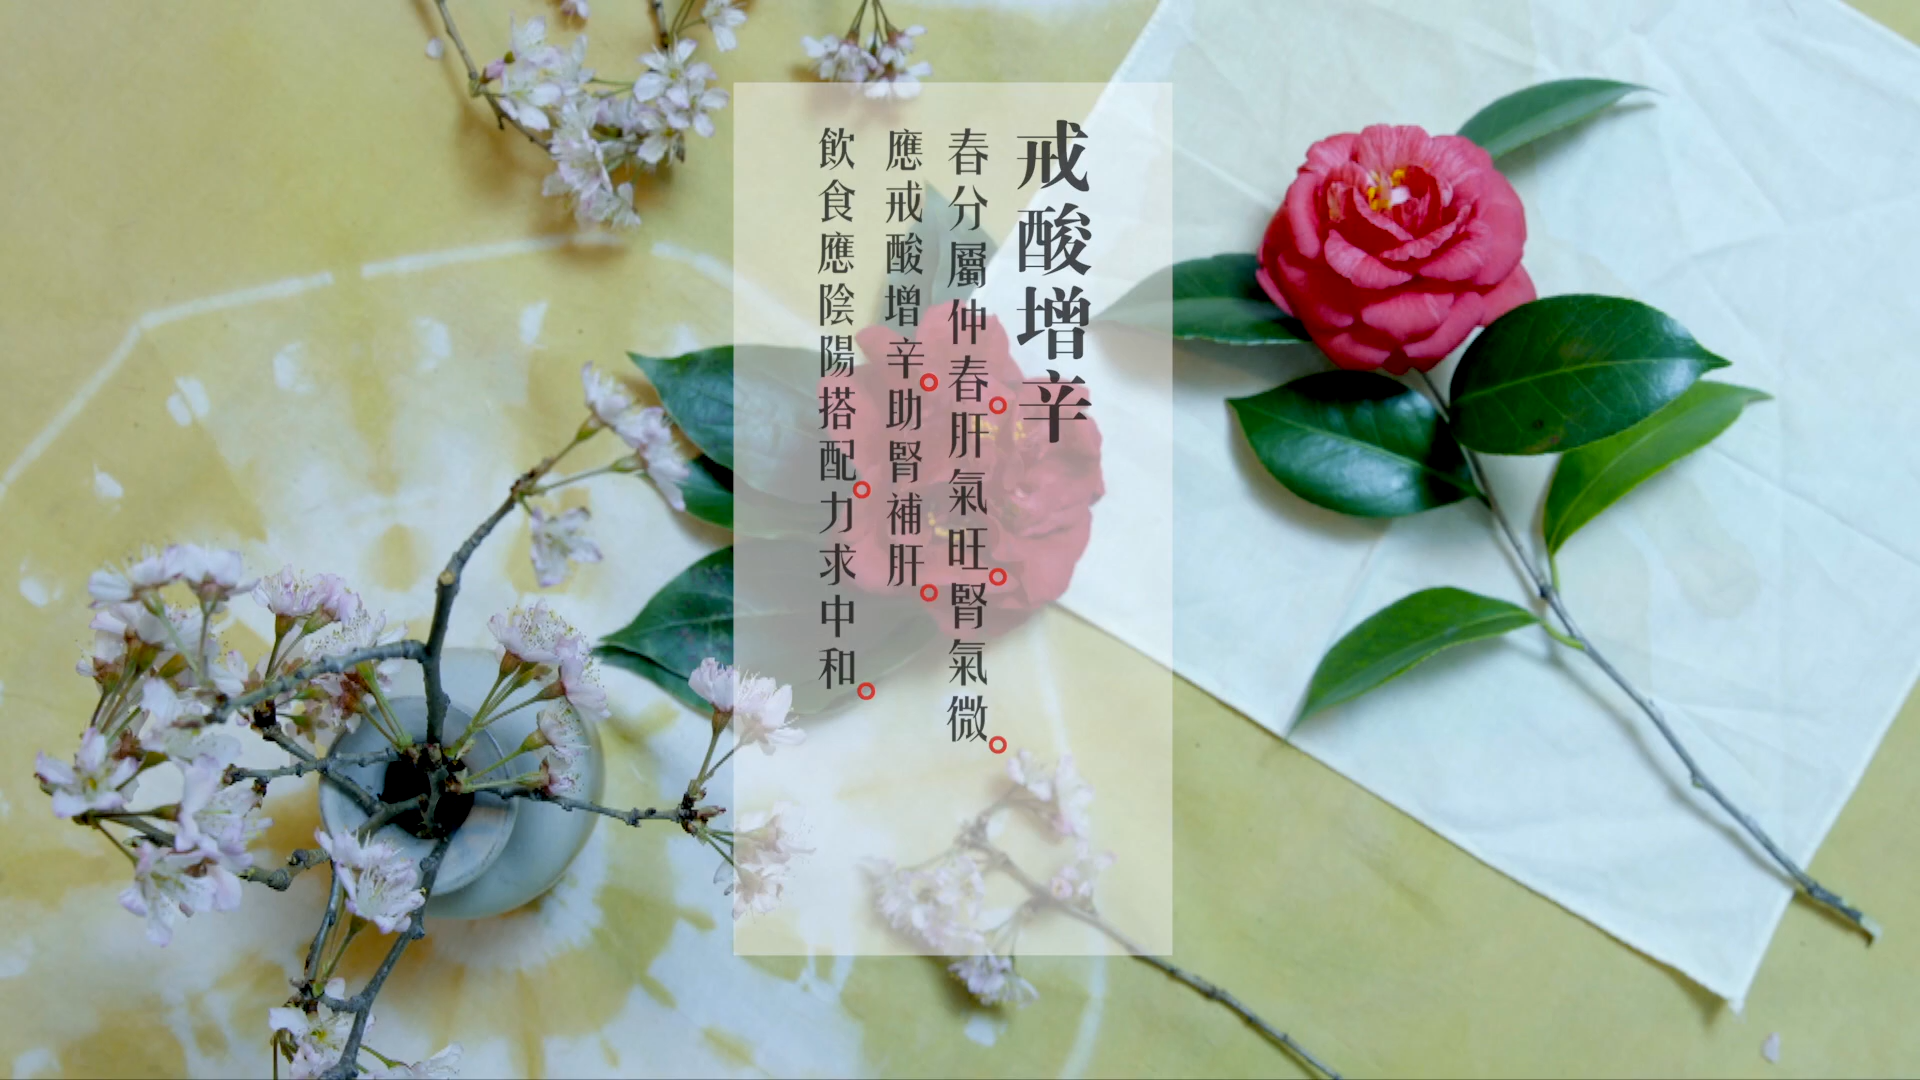 戒酸增辛
春分屬仲春。肝氣旺。腎氣微。
應戒酸增辛。助腎補肝。
飲食應陰陽搭配。力求中和。